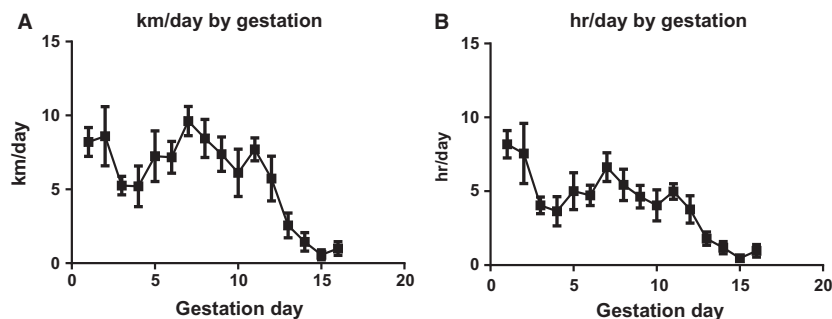 A
km/day by gestation
15
10
5
0
km/day
0 5 10 15 20
Gestation day
B
hr/day by gestation
15
10
5
0
hr/day
0 5 10 15 20
Gestation day